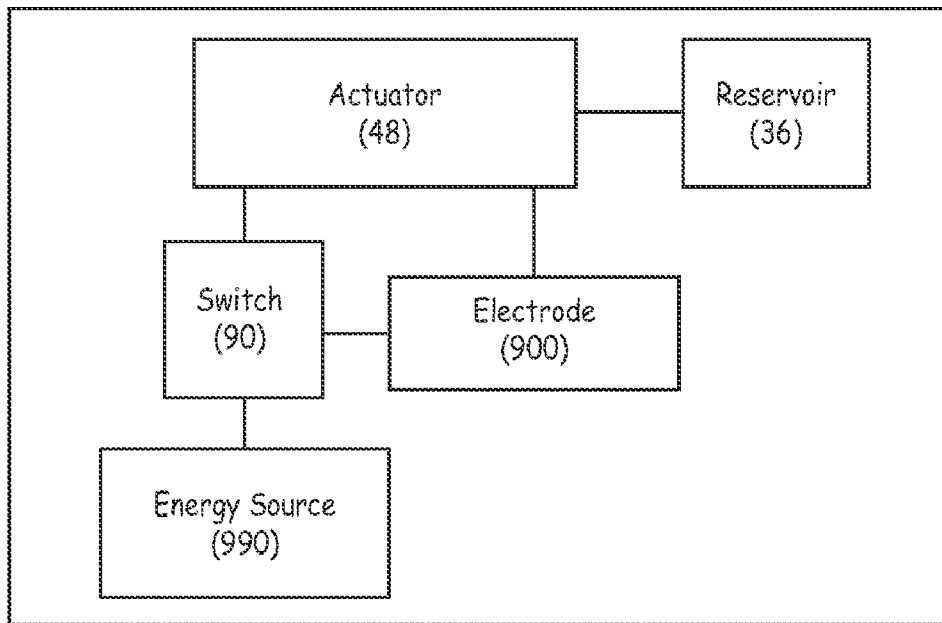 Actuator
(48)
Reservoir
(36)
Switch
(90)
Electrode
(900)
Energy Source
(990)